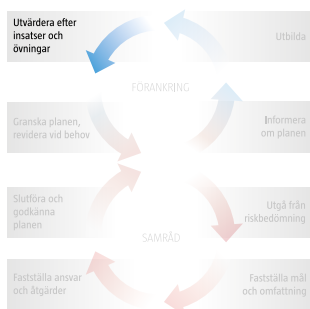 Utvärdera efter
insatser och
övningar
Utbilda
FÖRANKRING
Granska planen,
revidera vid behov
Informera
om planen
Slutföra och
godkänna
planen
Utgå från
riskbedömning
SAMRÅD
Fastställa ansvar
och åtgärder
Fastställa mål
och omfattning